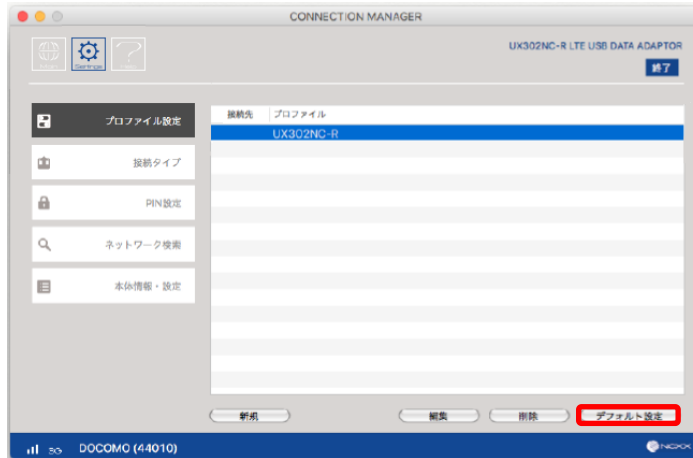 CONNECTION MANAGER
UX302NC-R LTE USB DATA ADAPTOR
Settings
終了
プロファイル設定
接続タイプ
PIN設定
ネットワーク検索
本体情報・設定
接続先 プロファイル
UX302NC-R
新規 編集 削除 デフォルト設定
3G DOCOMO (44010)